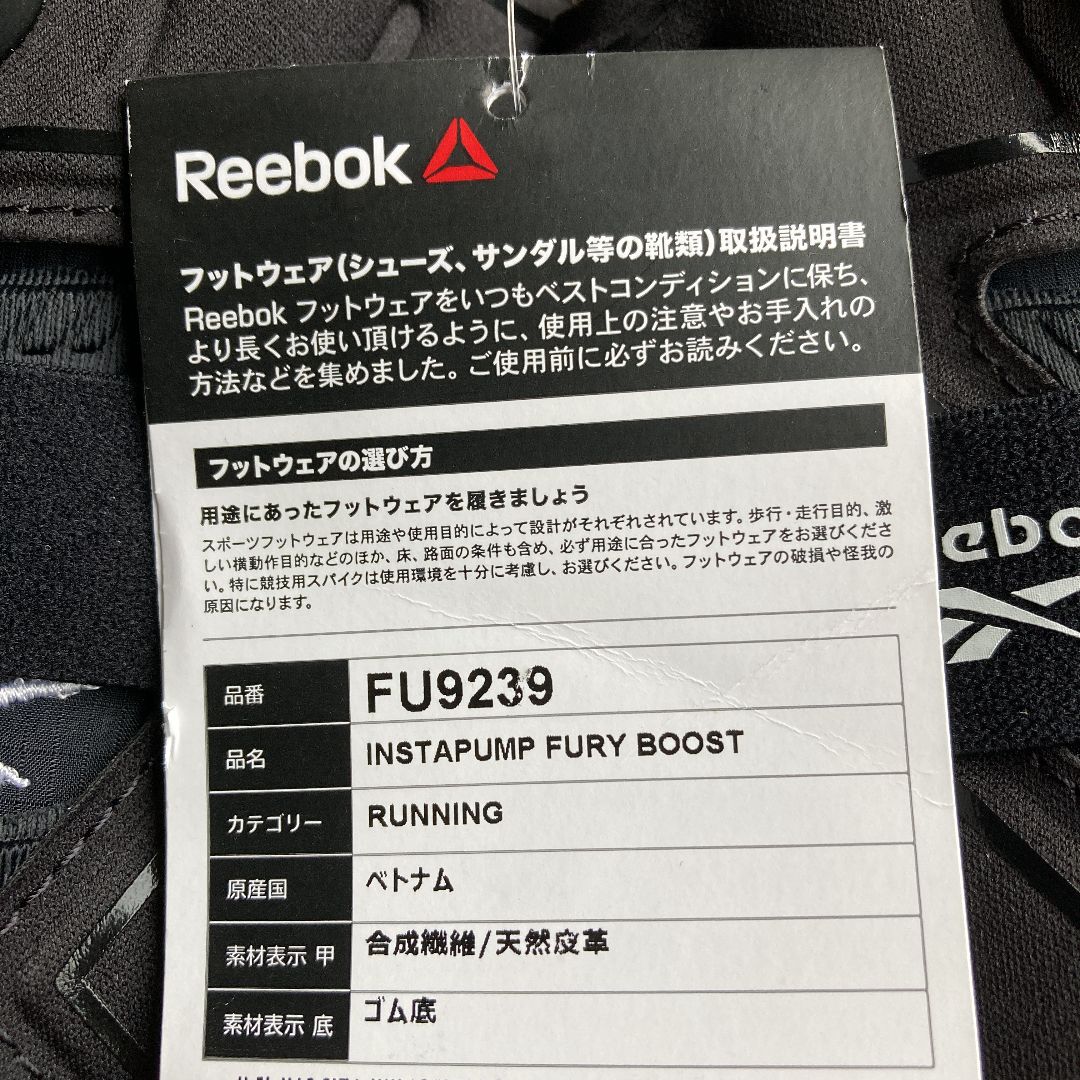 Reebok
フットウェア(シューズ、サンダル等の靴類)取扱説明書
Reebok フットウェアをいつもベストコンディションに保ち、
より長くお使い頂けるように、使用上の注意やお手入れの
方法などを集めました。ご使用前に必ずお読みください。
フットウェアの選び方
用途にあったフットウェアを履きましょう
スポーツフットウェアは用途や使用目的によって設計がそれぞれされています。歩行・走行目的、激
しい横動作目的などのほか、床、路面の条件も含め、必ず用途に合ったフットウェアをお選びくださ
い。特に競技用スパイクは使用環境を十分に考慮し、お選びください。フットウェアの破損や怪我の
原因になります。
品番 FU9239
品名 INSTAPUMP FURY BOOST
カテゴリー RUNNING
原産国 ベトナム
素材表示 甲 合成繊維/天然皮革
素材表示 底 ゴム底